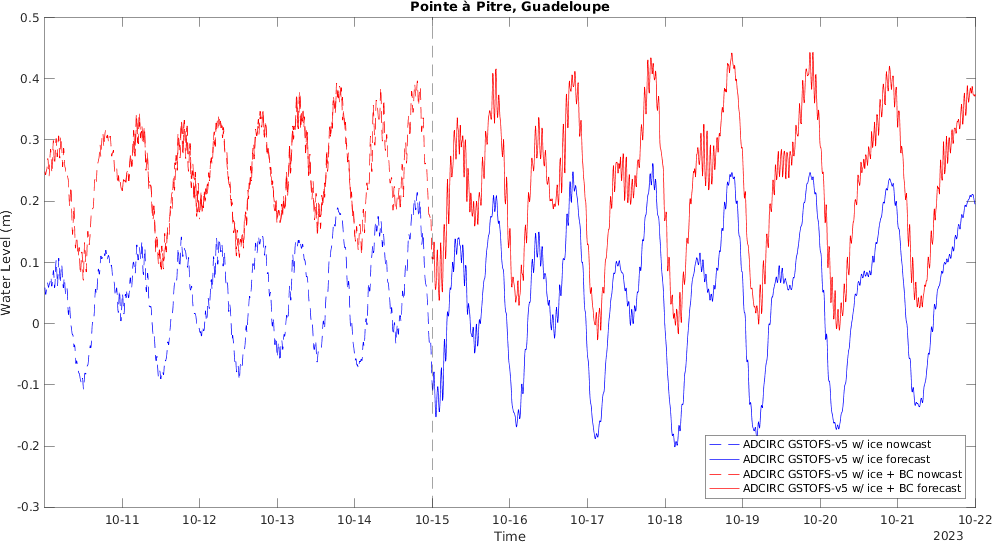 Pointe à Pitre, Guadeloupe
0.5
0.4
0.3
0.2
0.1
0
-0.1
-0.2
-0.3
Water Level (m)
10-11 10-12 10-13 10-14 10-15 10-16 10-17 10-18 10-19 10-20 10-21 10-22
Time
2023
ADCIRC GSTOFS-v5 w/ ice nowcast
ADCIRC GSTOFS-v5 w/ ice forecast
ADCIRC GSTOFS-v5 w/ ice + BC nowcast
ADCIRC GSTOFS-v5 w/ ice + BC forecast